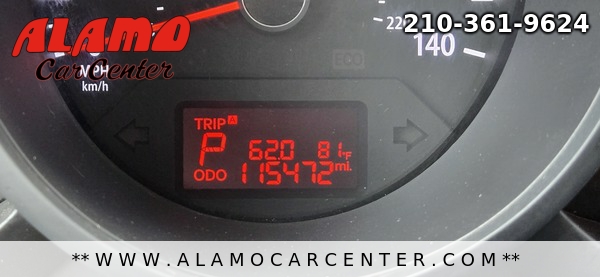 ALAMO
Car Center
210-361-9624
22
140
ECO
MPH
km/h
TRIP A
P 62.0 81°F
ODO 115472 mi.
**WWW.ALAMOCARCENTER.COM**